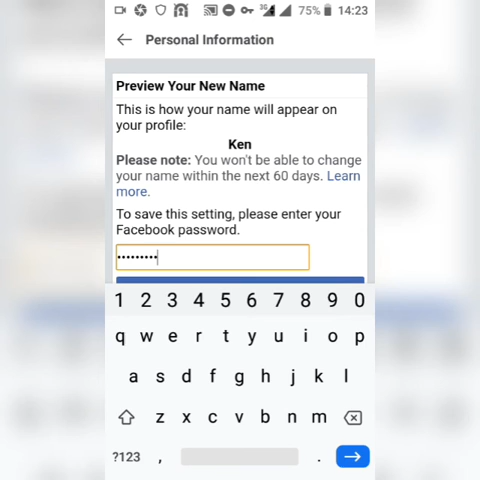 3G 75% 14:23
Personal Information
Preview Your New Name
This is how your name will appear on
your profile:
Ken
Please note: You won't be able to change
your name within the next 60 days. Learn
more.
To save this setting, please enter your
Facebook password.
•••••••••
1 2 3 4 5 6 7 8 9 0
q w e r t y u i o p
a s d f g h j k l
z x c v b n m
?123 , .